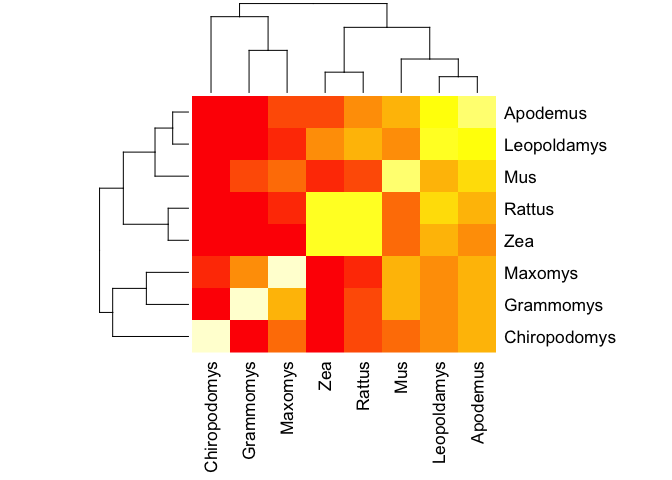 Apodemus
Leopoldamys
Mus
Rattus
Zea
Maxomys
Grammomys
Chiropodomys
Chiropodomys
Grammomys
Maxomys
Zea
Rattus
Mus
Leopoldamys
Apodemus